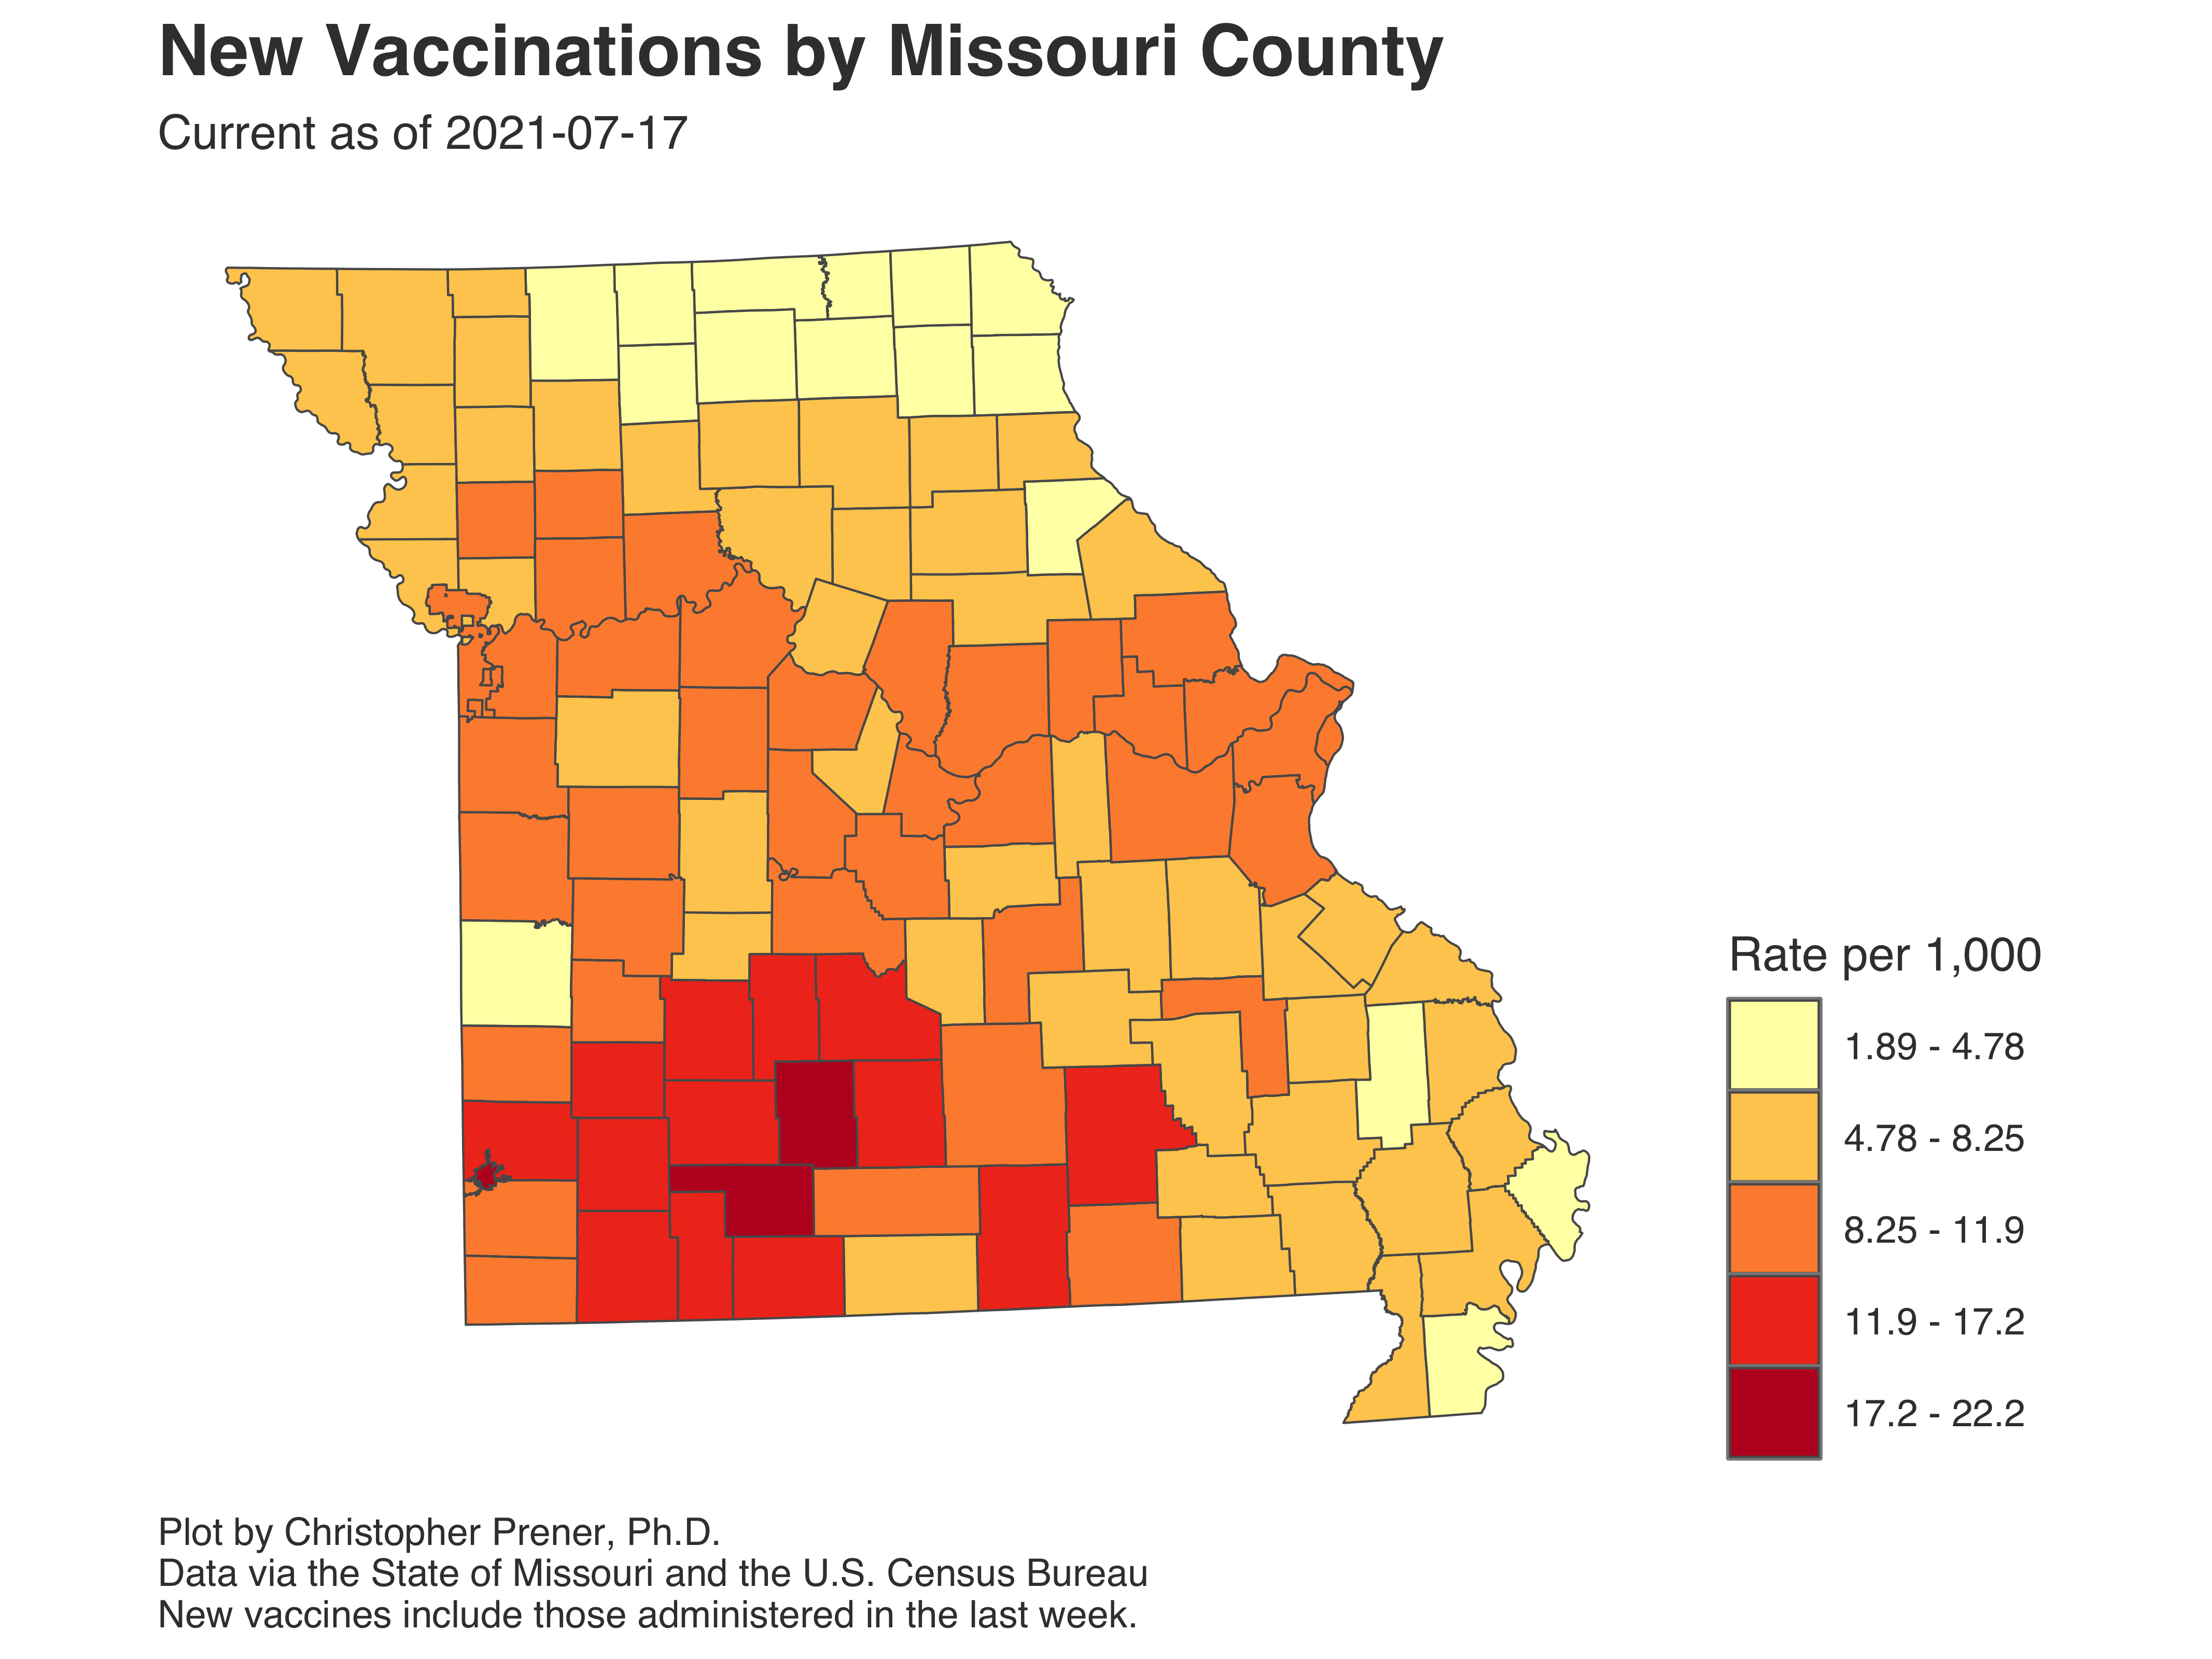 New Vaccinations by Missouri County
Current as of 2021-07-17
Rate per 1,000
1.89 - 4.78
4.78 - 8.25
8.25 - 11.9
11.9 - 17.2
17.2 - 22.2
Plot by Christopher Prener, Ph.D.
Data via the State of Missouri and the U.S. Census Bureau
New vaccines include those administered in the last week.